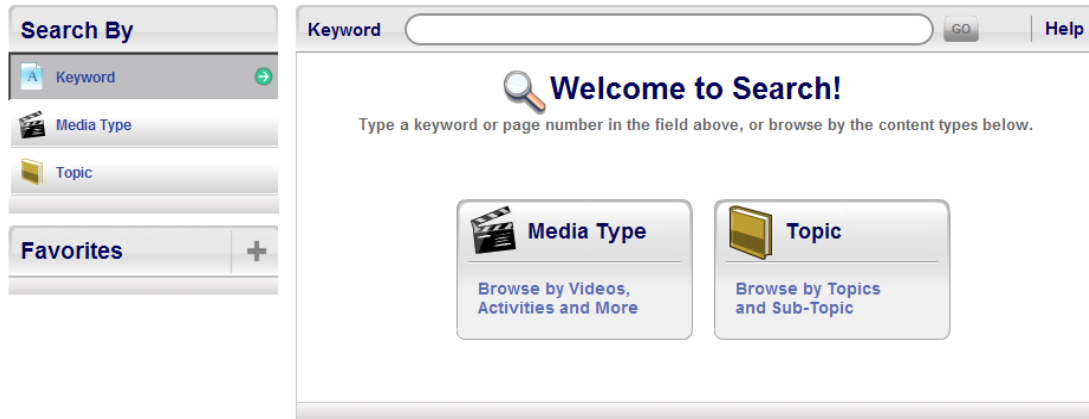 Search By
Keyword
Media Type
Topic
Favorites
Keyword
GO
Help
Welcome to Search!
Type a keyword or page number in the field above, or browse by the content types below.
Media Type
Browse by Videos,
Activities and More
Topic
Browse by Topics
and Sub-Topic